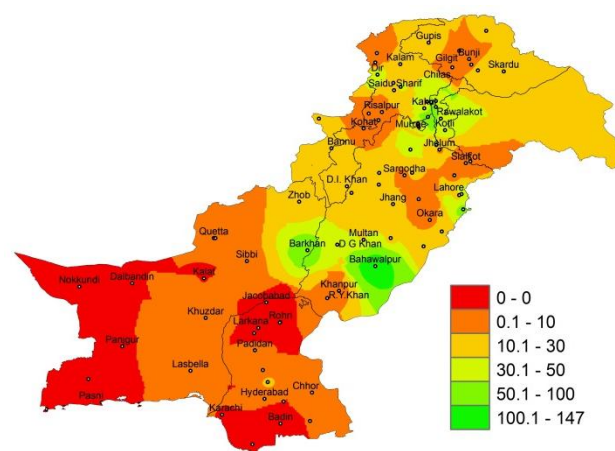 Gupis
Kalam
Gilgit
Bunji
Skardu
Dir
Chilas
Saidu Sharif
Kakul
Risalpur
Rawalakot
Kohat
Kotli
Bannu
Jhelum
Sialkot
D.I. Khan
Sargodha
Zhob
Jhang
Lahore
Okara
Quetta
Multan
Barkhan
D G Khan
Sibbi
Bahawalpur
Nokkundi
Dalbandin
Kalat
Khanpur
Jacobabad
R.Y.Khan
Khuzdar
Larkana
Rohri
Panjgur
Padidan
Lasbella
Pasni
Hyderabad
Chhor
Karachi
Badin
0 - 0
0.1 - 10
10.1 - 30
30.1 - 50
50.1 - 100
100.1 - 147